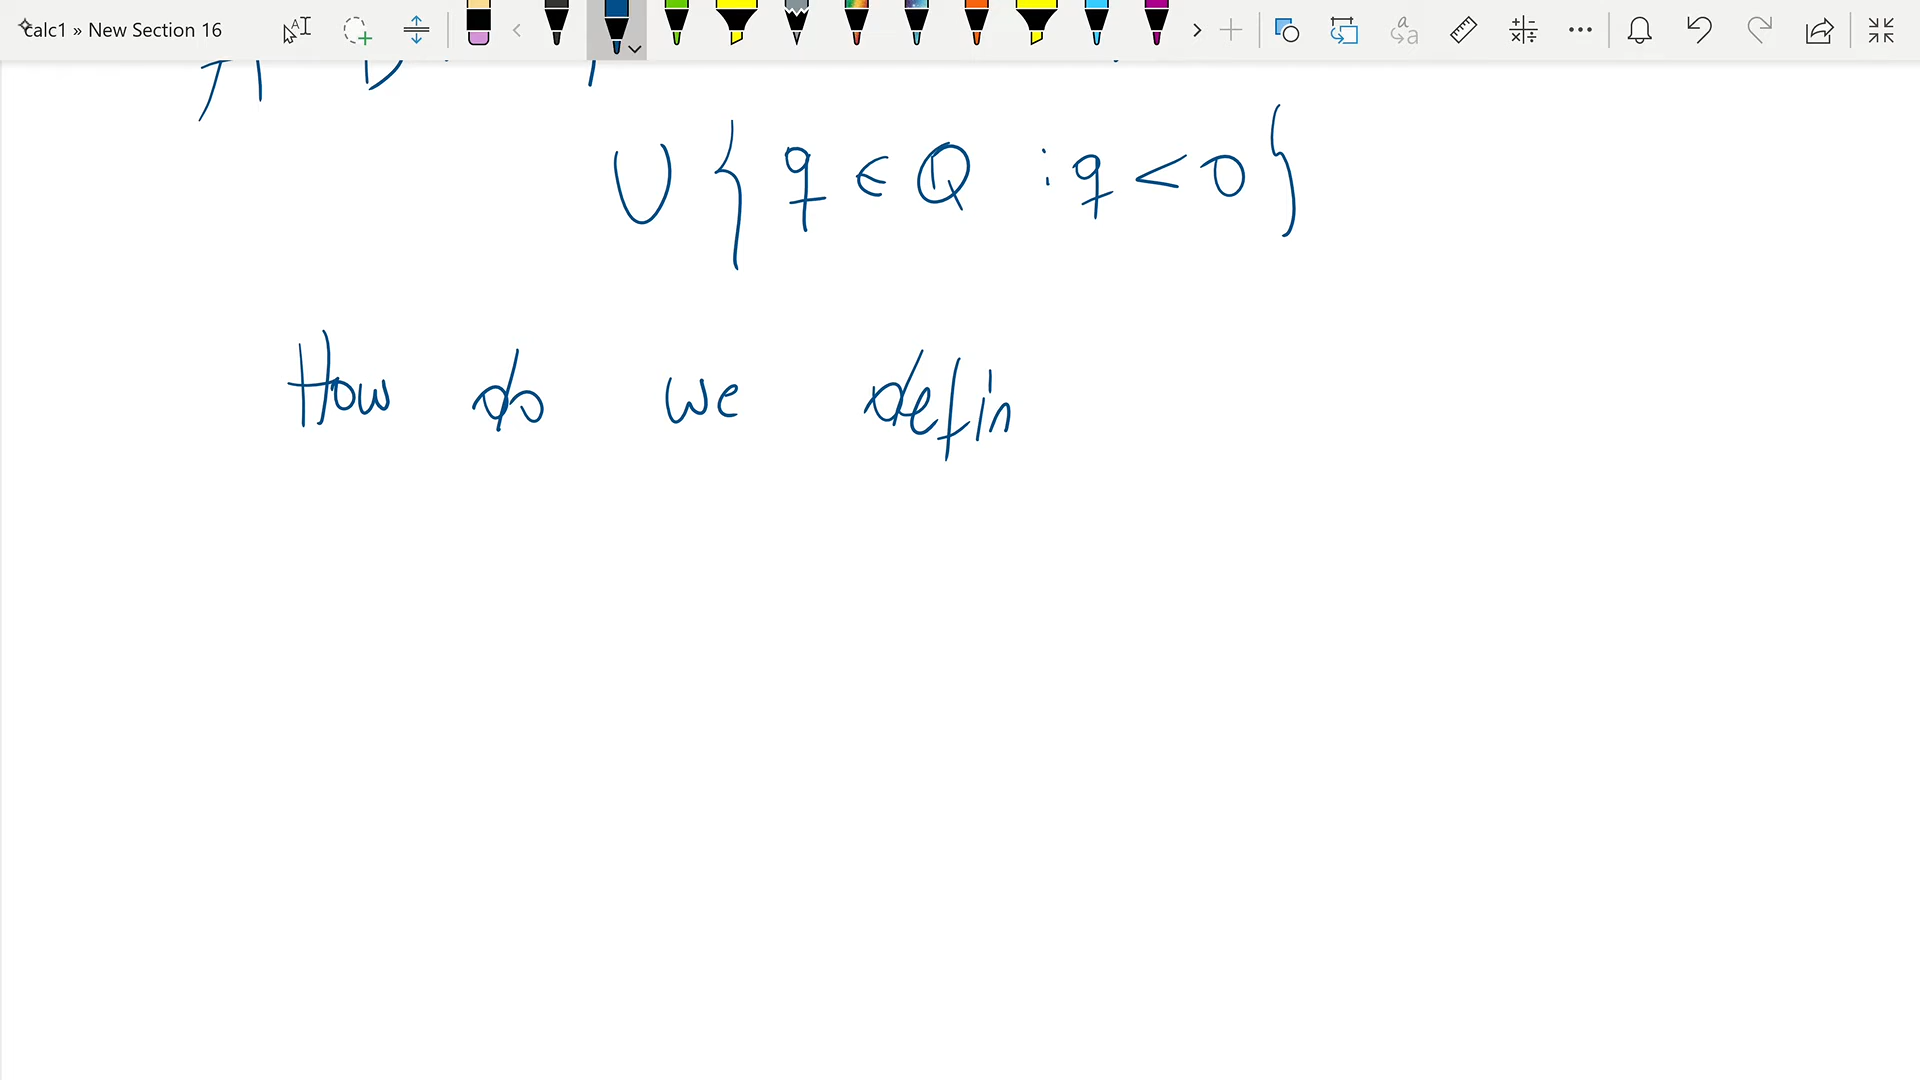 calc1 » New Section 16
A B
∪ { q ∈ Q : q < 0 }
How do we defin